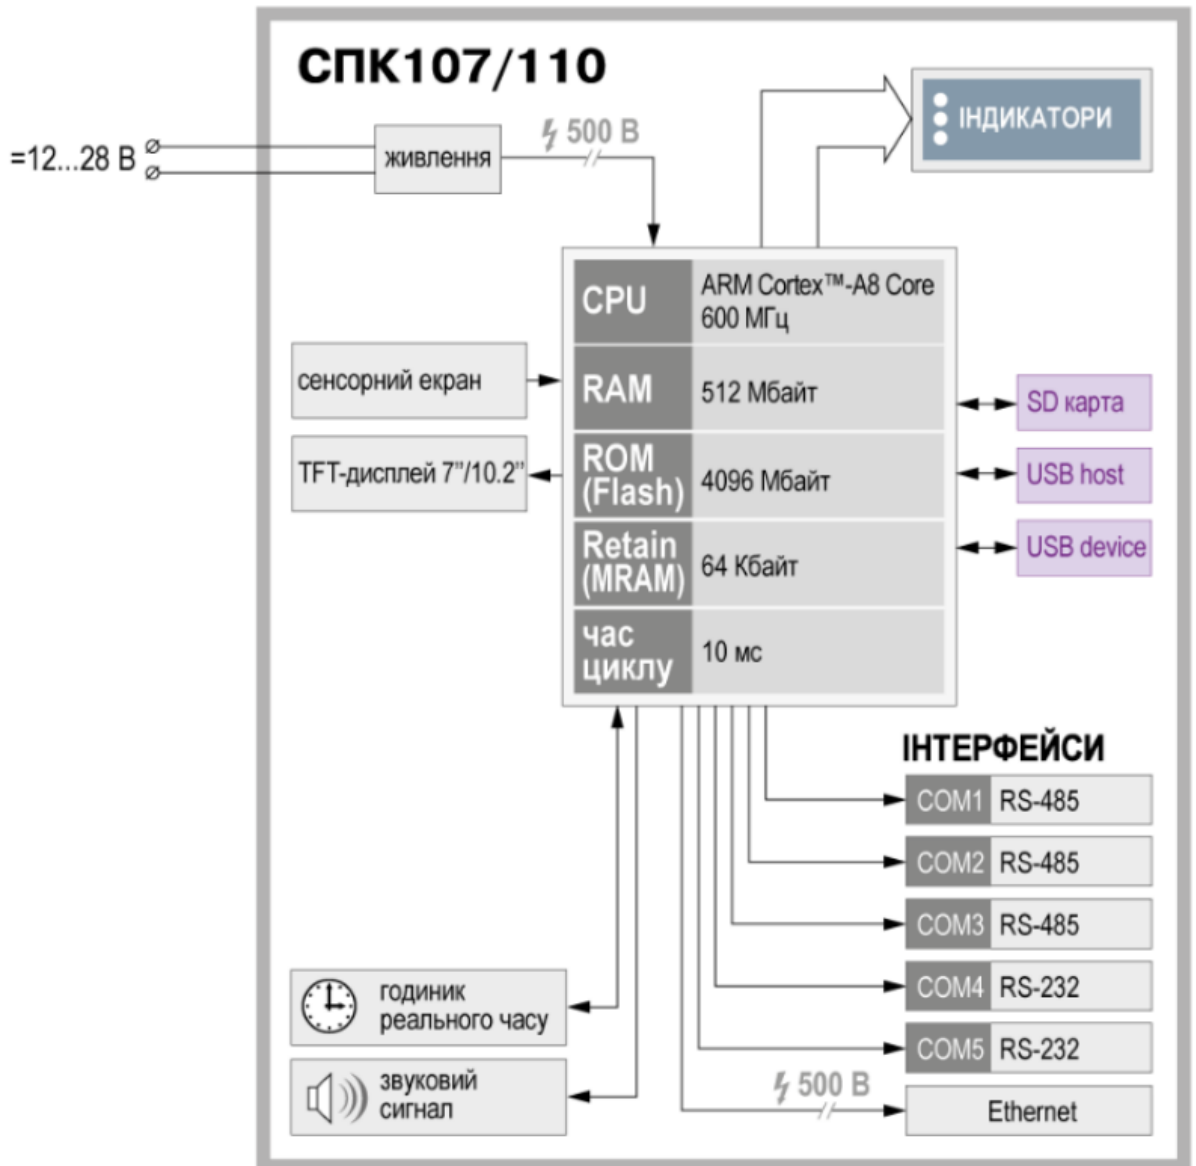 СПК107/110
=12...28 В
живлення
500 В
ІНДИКАТОРИ
CPU
ARM Cortex™-A8 Core
600 МГц
RAM
512 Мбайт
ROM
(Flash)
4096 Мбайт
Retain
(MRAM)
64 Кбайт
час
циклу
10 мс
сенсорний екран
TFT-дисплей 7’’/10.2’’
SD карта
USB host
USB device
ІНТЕРФЕЙСИ
COM1 RS-485
COM2 RS-485
COM3 RS-485
COM4 RS-232
COM5 RS-232
500 В
Ethernet
годиник
реального часу
звуковий
сигнал